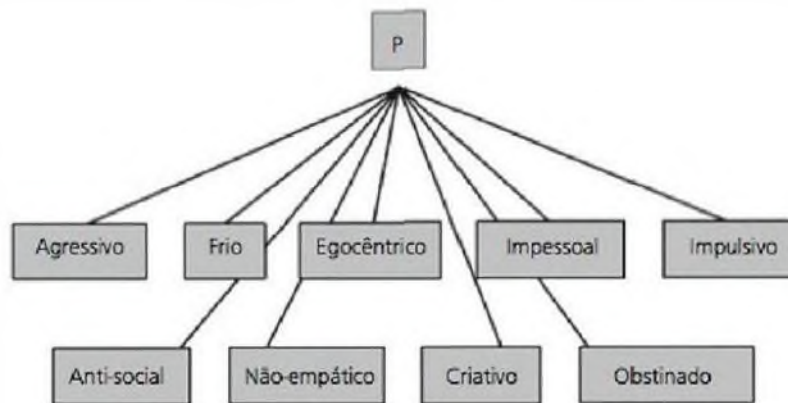 P
Agressivo Frio Egocêntrico Impessoal Impulsivo
Anti-social Não-empático Criativo Obstinado